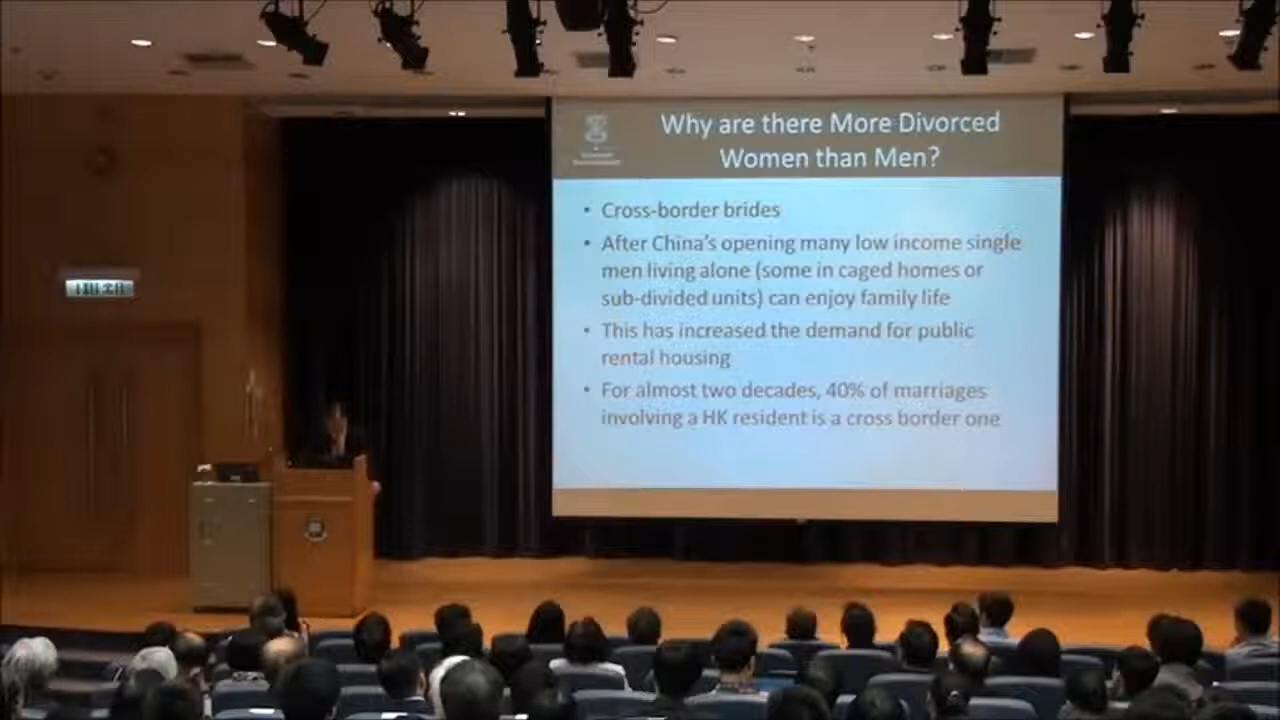 Why are there More Divorced
Women than Men?
• Cross-border brides
• After China's opening many low income single
men living alone (some in caged homes or
sub-divided units) can enjoy family life
• This has increased the demand for public
rental housing
• For almost two decades, 40% of marriages
involving a HK resident is a cross border one